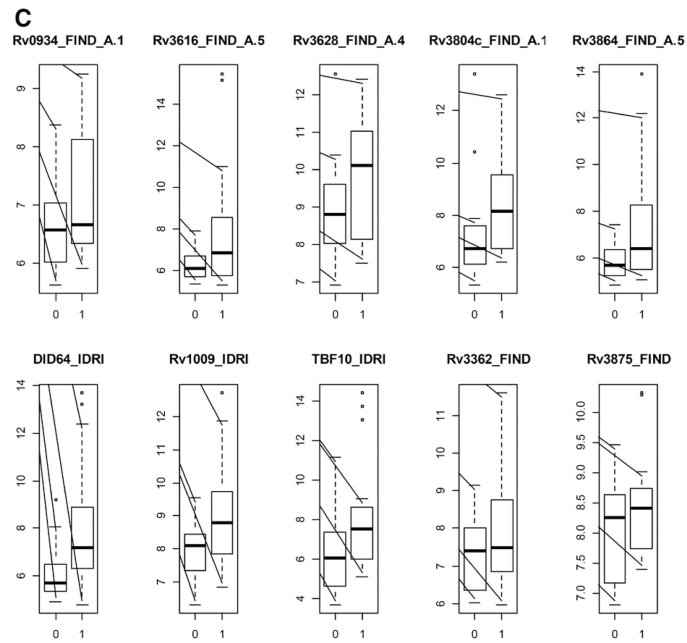 C
Rv0934_FIND_A.1 Rv3616_FIND_A.5 Rv3628_FIND_A.4 Rv3804c_FIND_A.1 Rv3864_FIND_A.5
9 8 7 6 0 1
14 12 10 8 6 0 1
12 11 10 9 8 7 0 1
12 10 8 6 0 1
14 12 10 8 6 0 1
DID64_IDRI Rv1009_IDRI TBF10_IDRI Rv3362_FIND Rv3875_FIND
14 12 10 8 6 0 1
12 11 10 9 8 7 0 1
14 12 10 8 6 4 0 1
11 10 9 8 7 6 0 1
10.0 9.5 9.0 8.5 8.0 7.5 7.0 0 1